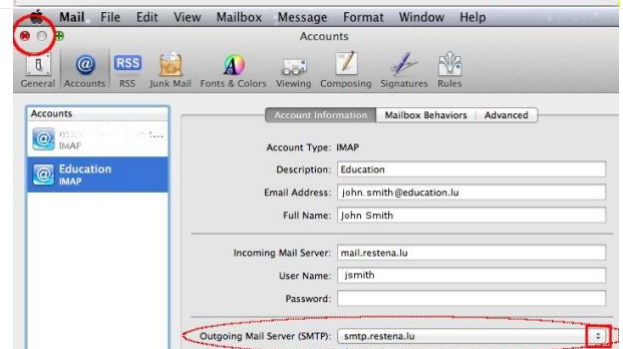 Mail File Edit View Mailbox Message Format Window Help
Accounts
RSS
General Accounts RSS Junk Mail Fonts & Colors Viewing Composing Signatures Rules
Accounts
Account Information Mailbox Behaviors Advanced
IMAP
Education
IMAP
Account Type: IMAP
Description: Education
Email Address: john.smith@education.lu
Full Name: John Smith
Incoming Mail Server: mail.restena.lu
User Name: jsmith
Password:
Outgoing Mail Server (SMTP): smtp.restena.lu